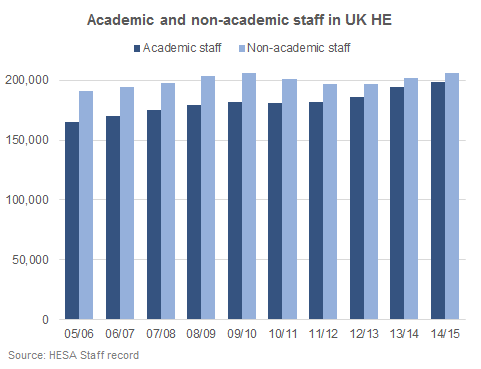 Academic and non-academic staff in UK HE
Academic staff Non-academic staff
200,000
150,000
100,000
50,000
0
05/06 06/07 07/08 08/09 09/10 10/11 11/12 12/13 13/14 14/15
Source: HESA Staff record